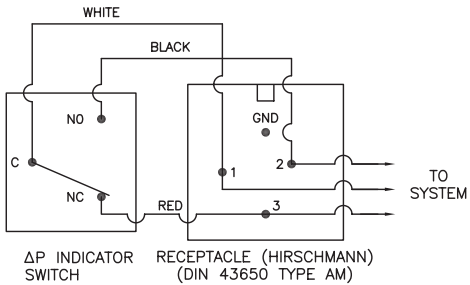 WHITE
BLACK
NO
GND
C
1
2
TO
SYSTEM
NC
RED
3
ΔP INDICATOR
SWITCH
RECEPTACLE (HIRSCHMANN)
(DIN 43650 TYPE AM)